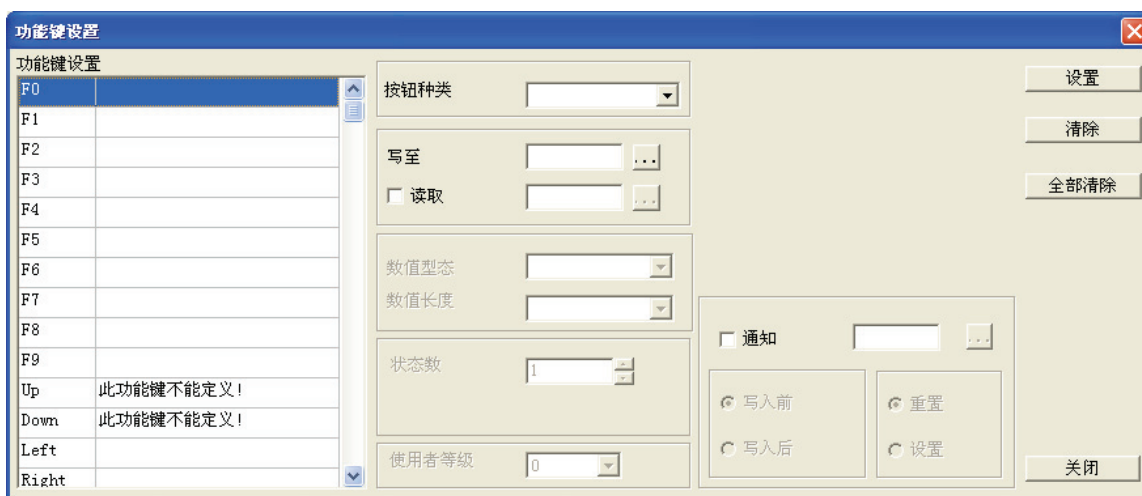 功能键设置
功能键设置
F0
F1
F2
F3
F4
F5
F6
F7
F8
F9
Up 此功能键不能定义!
Down 此功能键不能定义!
Left
Right
按钮种类
写至 ...
读取 ...
数值型态
数值长度
状态数 1
使用者等级 0
通知 ...
写入前 重置
写入后 设置
设置
清除
全部清除
关闭